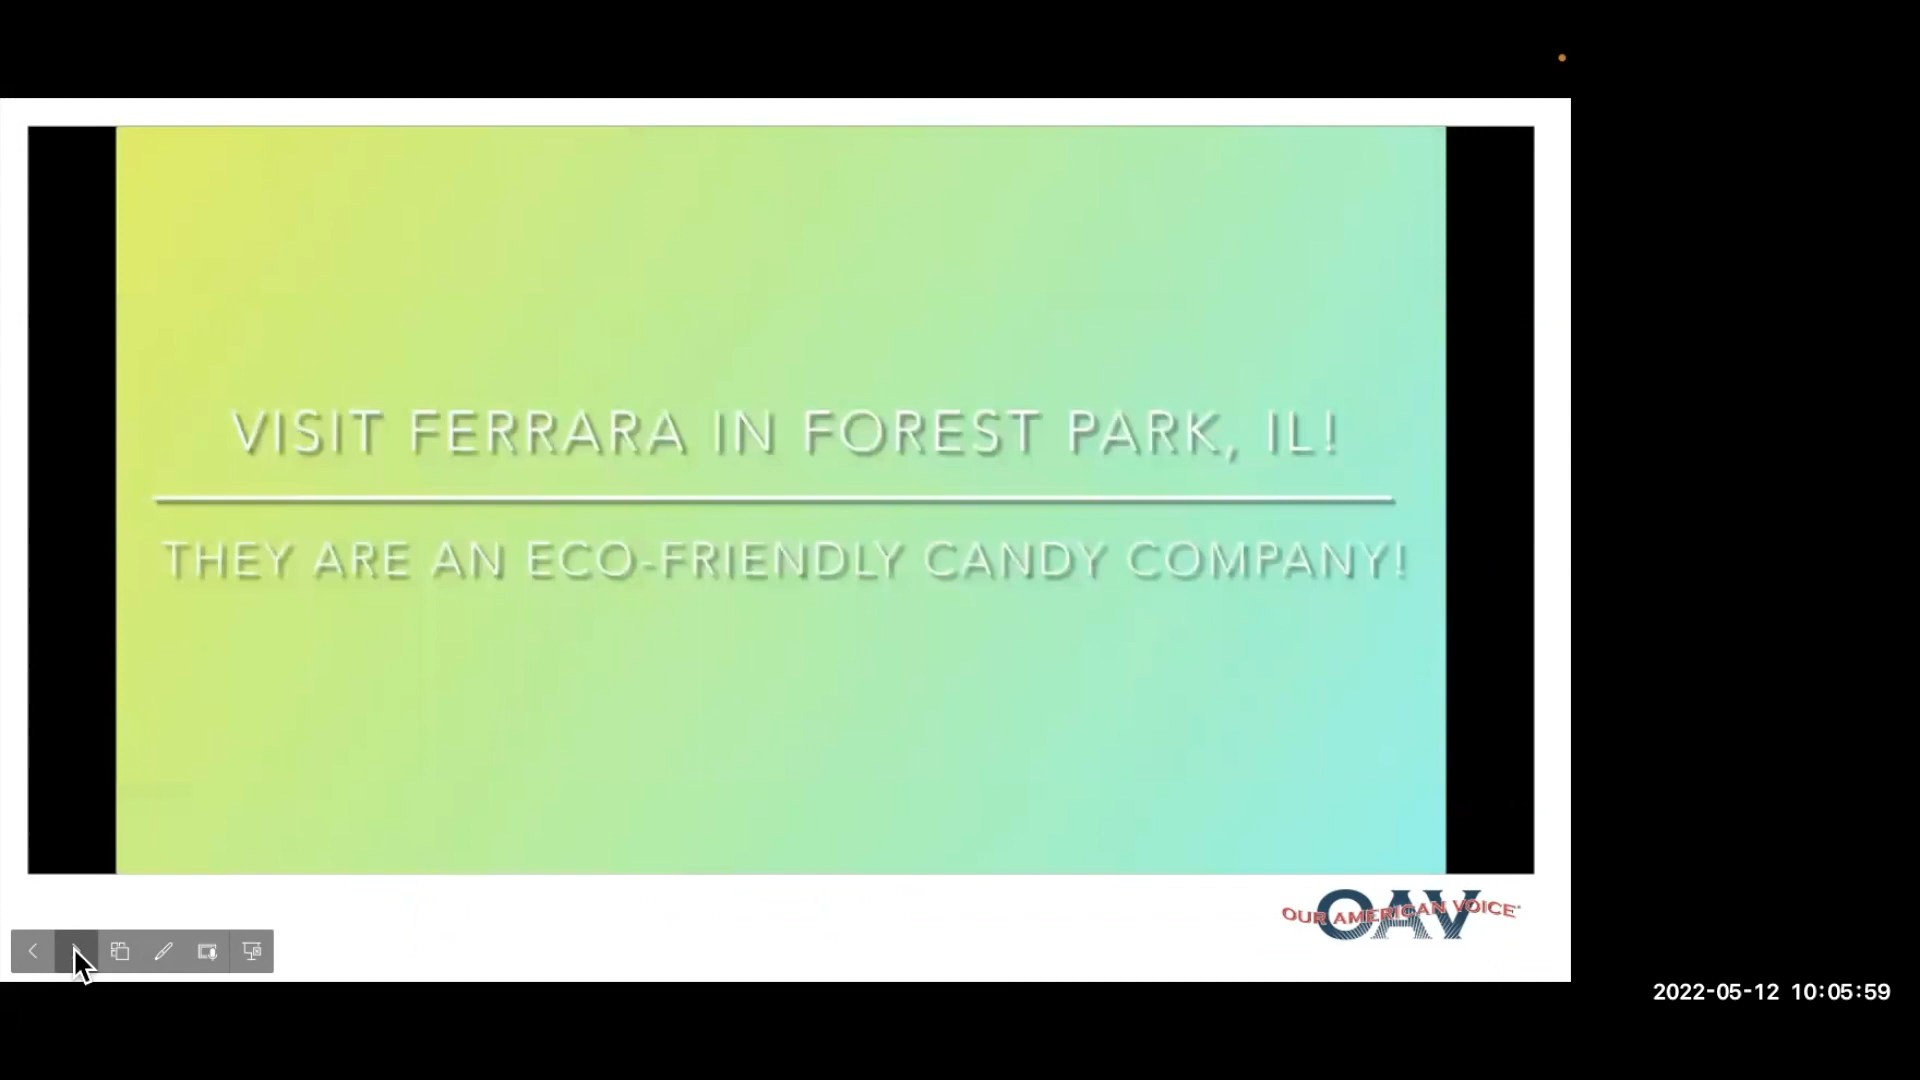 VISIT FERRARA IN FOREST PARK, IL!
THEY ARE AN ECO-FRIENDLY CANDY COMPANY!
OAV
OUR AMERICAN VOICE
2022-05-12 10:05:59